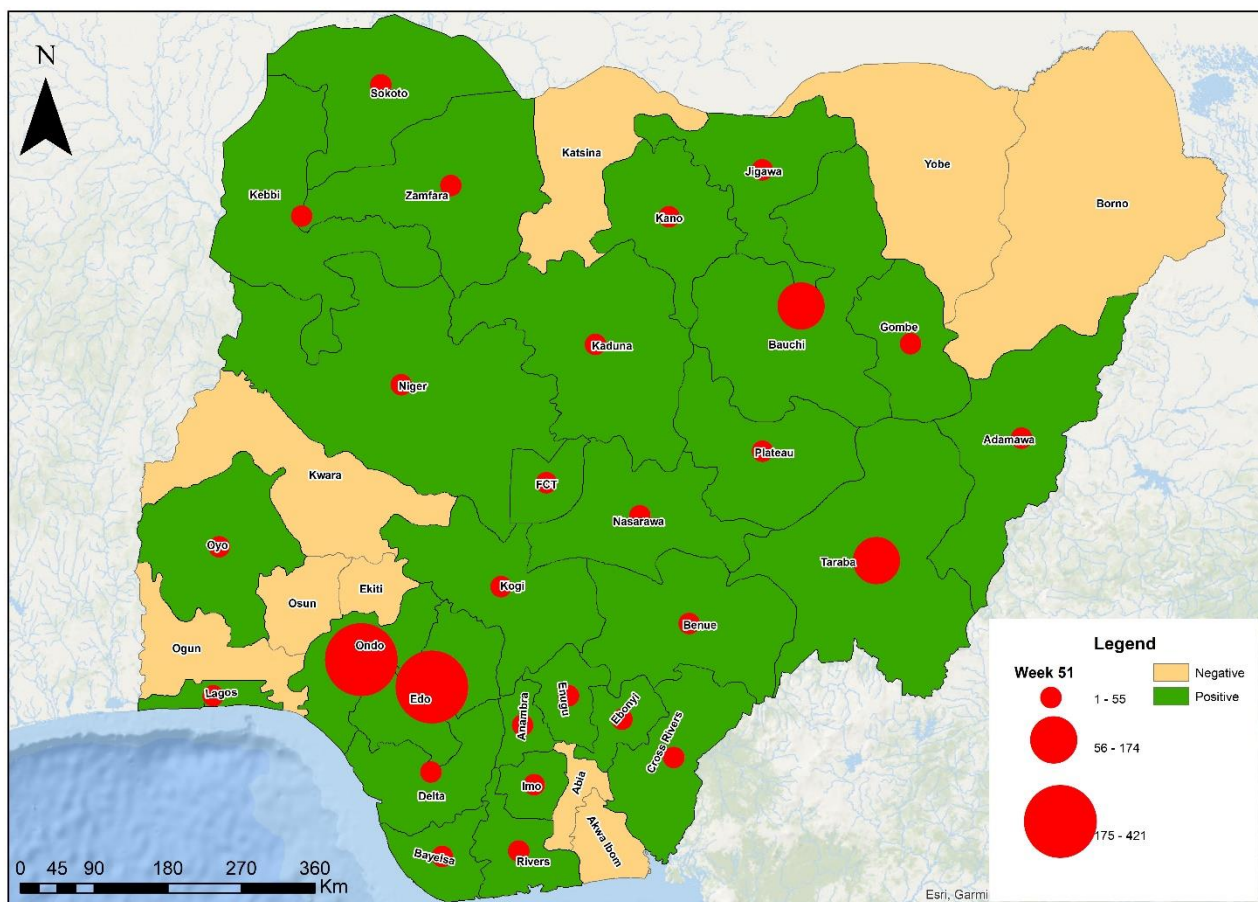 N
Sokoto
Katsina
Jigawa
Yobe
Kebbi
Zamfara
Kano
Borno
Gombe
Kaduna
Bauchi
Niger
Adamawa
Plateau
Kwara
FCT
Nasarawa
Oyo
Taraba
Kogi
Ekiti
Osun
Benue
Ogun
Ondo
Lagos
Edo
Anambra
Enugu
Ebonyi
Cross Rivers
Delta
Imo
Abia
Akwa Ibom
Bayelsa
Rivers
Legend
Week 51
Negative
1 - 55
Positive
56 - 174
175 - 421
0 45 90 180 270 360
Km
Esri, Garmi